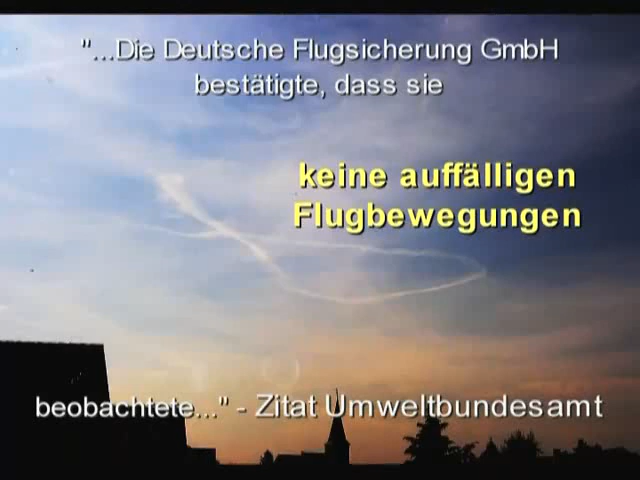 "...Die Deutsche Flugsicherung GmbH
bestätigte, dass sie
keine auffälligen
Flugbewegungen
beobachtete..." - Zitat Umweltbundesamt